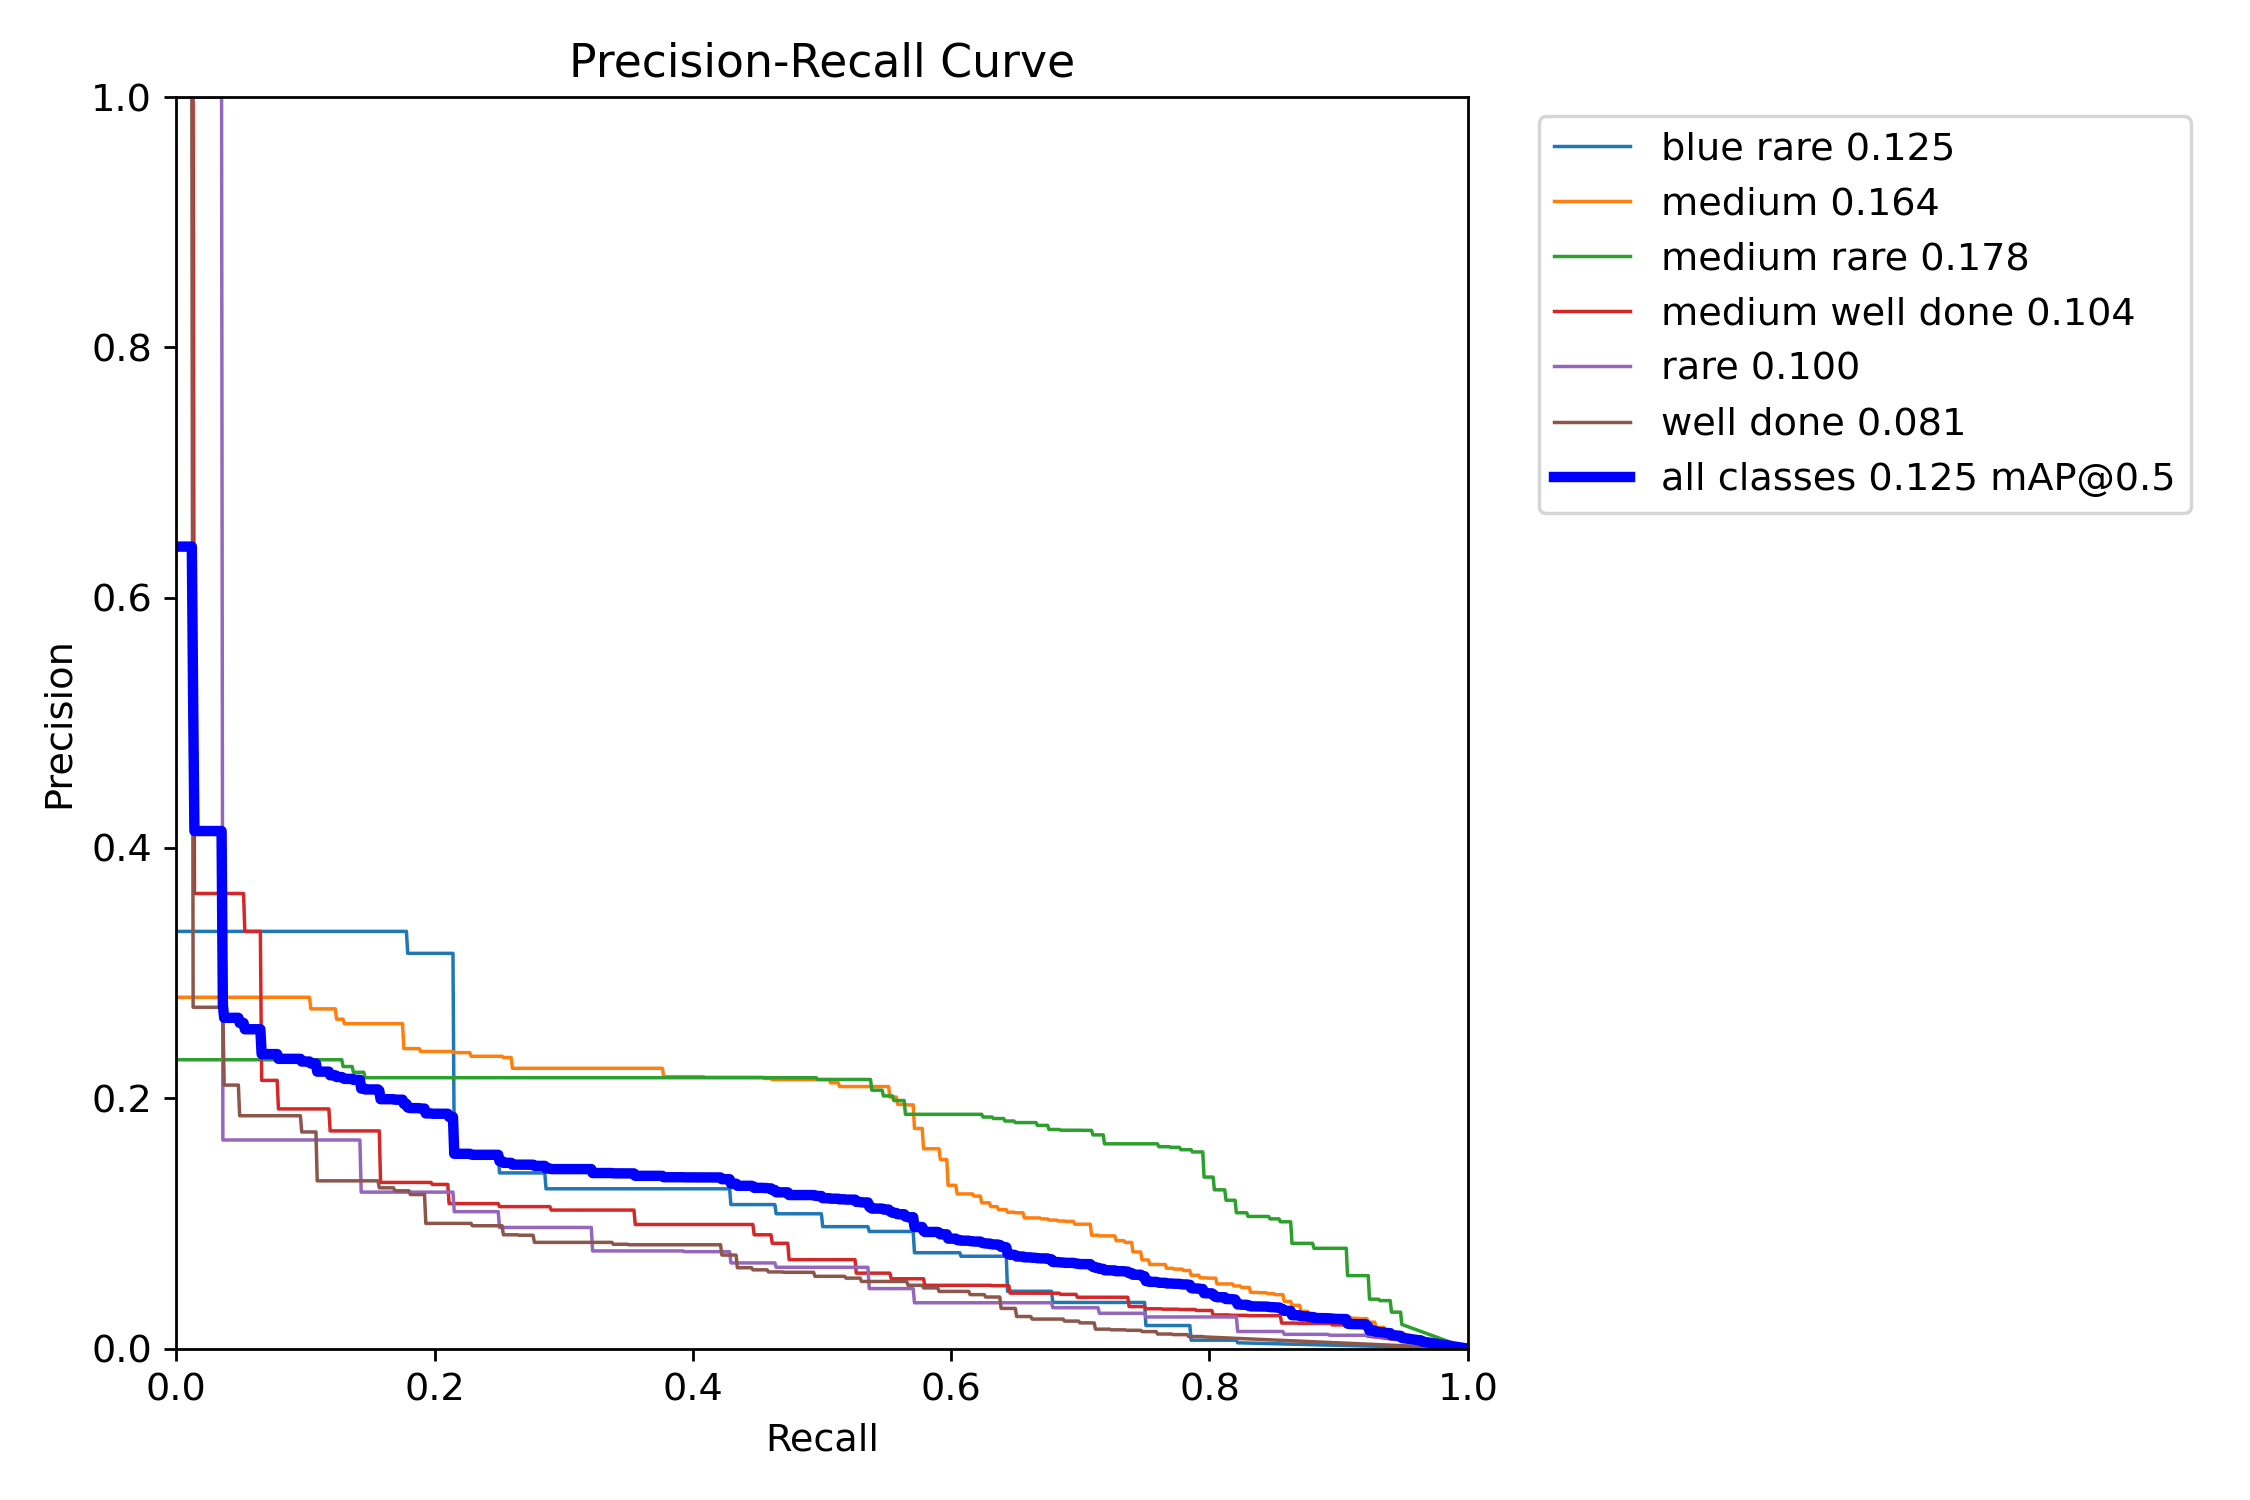 Precision-Recall Curve
1.0
0.8
0.6
0.4
0.2
0.0
Precision
0.0 0.2 0.4 0.6 0.8 1.0
Recall
blue rare 0.125
medium 0.164
medium rare 0.178
medium well done 0.104
rare 0.100
well done 0.081
all classes 0.125 mAP@0.5